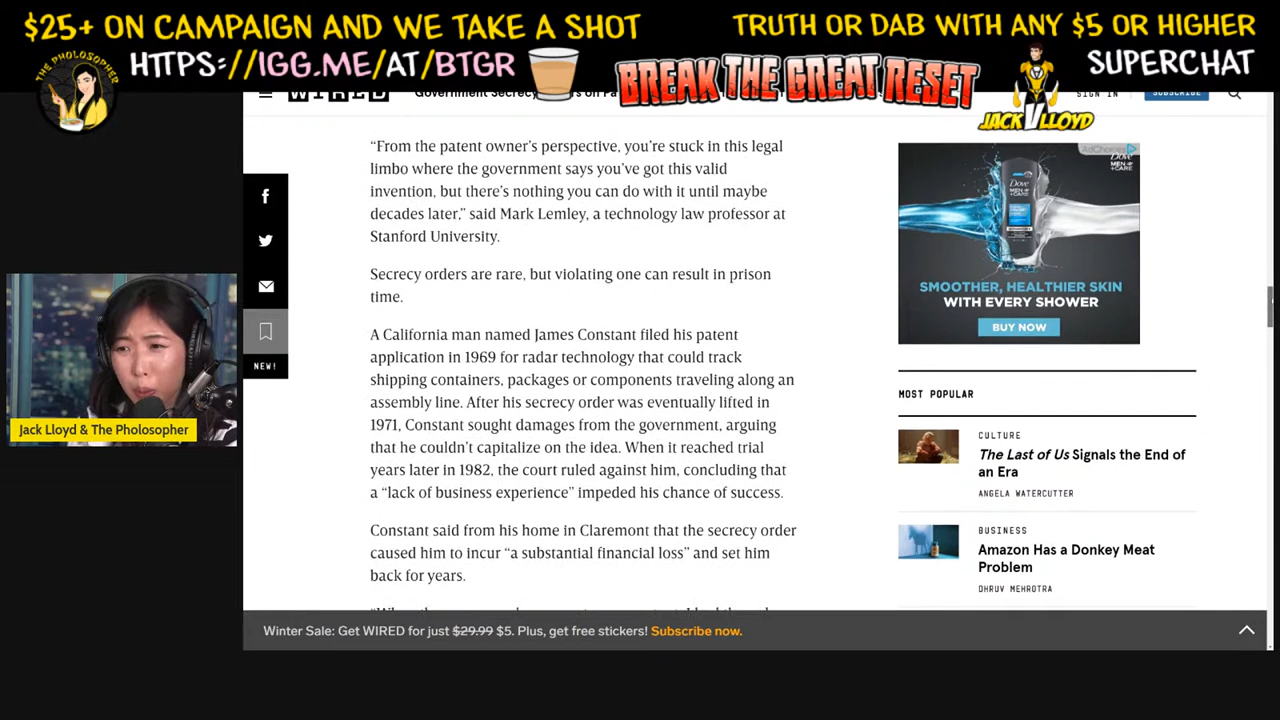 $25+ ON CAMPAIGN AND WE TAKE A SHOT
HTTPS://IGG.ME/AT/BTGR
TRUTH OR DAB WITH ANY $5 OR HIGHER
SUPERCHAT
THE PHOLOSOPHER
BREAK THE GREAT RESET
JACK V LLOYD
WIRED
Government Secrecy
SIGN IN
SUBSCRIBE
“From the patent owner’s perspective, you’re stuck in this legal
limbo where the government says you’ve got this valid
invention, but there’s nothing you can do with it until maybe
decades later,” said Mark Lemley, a technology law professor at
Stanford University.
Secrecy orders are rare, but violating one can result in prison
time.
A California man named James Constant filed his patent
application in 1969 for radar technology that could track
shipping containers, packages or components traveling along an
assembly line. After his secrecy order was eventually lifted in
1971, Constant sought damages from the government, arguing
that he couldn’t capitalize on the idea. When it reached trial
years later in 1982, the court ruled against him, concluding that
a “lack of business experience” impeded his chance of success.
Constant said from his home in Claremont that the secrecy order
caused him to incur “a substantial financial loss” and set him
back for years.
NEW!
Jack Lloyd & The Pholosopher
AdChoices
Dove
MEN
+CARE
Dove
MEN+CARE
SMOOTHER, HEALTHIER SKIN
WITH EVERY SHOWER
BUY NOW
MOST POPULAR
CULTURE
The Last of Us Signals the End of
an Era
ANGELA WATERCUTTER
BUSINESS
Amazon Has a Donkey Meat
Problem
DHRUV MEHROTRA
Winter Sale: Get WIRED for just $29.99 $5. Plus, get free stickers! Subscribe now.